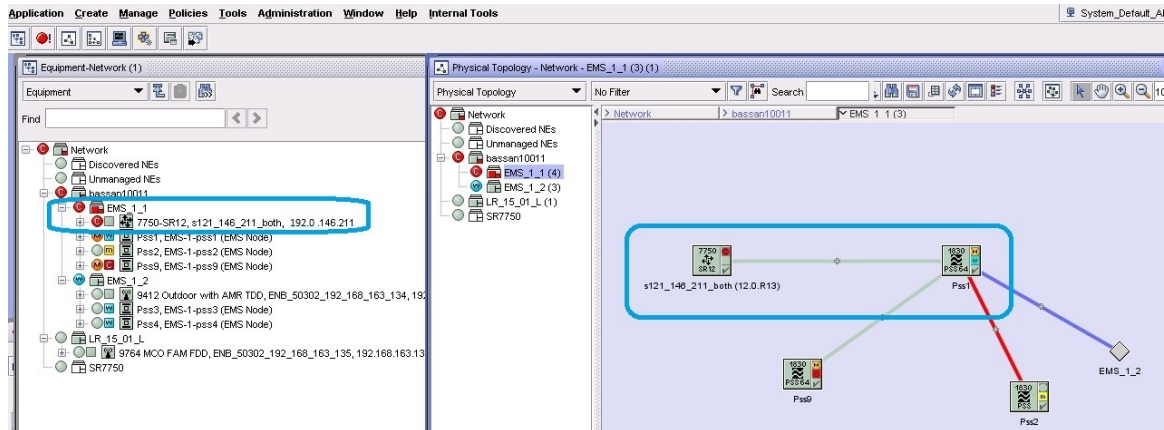 Application Create Manage Policies Tools Administration Window Help Internal Tools
System_Default_Al
Equipment-Network (1)
Equipment
Find
Network
Discovered NEs
Unmanaged NEs
bassan10011
EMS_1_1
7750-SR12, s121_146_211_both, 192.0.146.211
Pss1, EMS-1-pss1 (EMS Node)
Pss2, EMS-1-pss2 (EMS Node)
Pss9, EMS-1-pss9 (EMS Node)
EMS_1_2
9412 Outdoor with AMR TDD, ENB_50302_192_168_163_134, 192
Pss3, EMS-1-pss3 (EMS Node)
Pss4, EMS-1-pss4 (EMS Node)
LR_15_01_L
9764 MCO FAM FDD, ENB_50302_192_168_163_135, 192.168.163.13
SR7750
Physical Topology - Network - EMS_1_1 (3) (1)
Physical Topology
No Filter
Search
10
Network
Discovered NEs
Unmanaged NEs
bassan10011
EMS_1_1 (4)
EMS_1_2 (3)
LR_15_01_L (1)
SR7750
> Network
> bassan10011
EMS 1 1 (3)
7750
SR12
s121_146_211_both (12.0.R13)
1830
PSS64
Pss1
1830
PSS64
Pss9
1830
PSS
Pss2
EMS_1_2